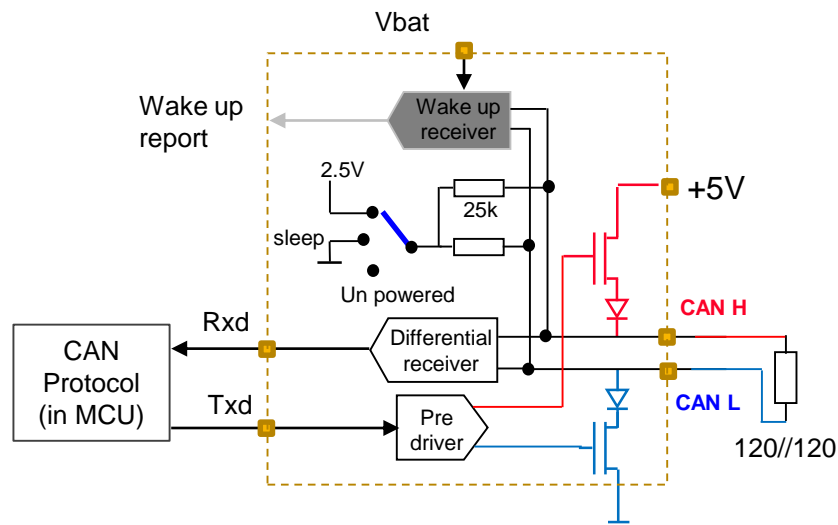 Vbat
Wake up
report
Wake up
receiver
2.5V
25k
sleep
Un powered
+5V
CAN H
Rxd
Differential
receiver
CAN
Protocol
(in MCU)
Txd
Pre
driver
CAN L
120//120